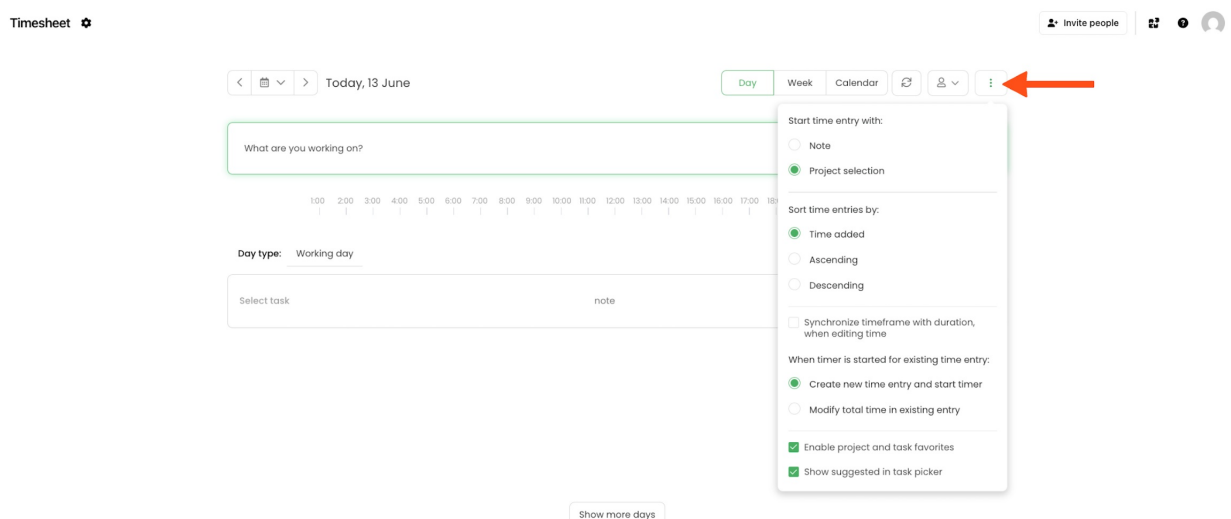 Timesheet
Invite people
Today, 13 June
Day
Week
Calendar
What are you working on?
1:00 2:00 3:00 4:00 5:00 6:00 7:00 8:00 9:00 10:00 11:00 12:00 13:00 14:00 15:00 16:00 17:00
Day type: Working day
Select task
note
Start time entry with:
Note
Project selection
Sort time entries by:
Time added
Ascending
Descending
Synchronize timeframe with duration,
when editing time
When timer is started for existing time entry:
Create new time entry and start timer
Modify total time in existing entry
Enable project and task favorites
Show suggested in task picker
Show more days